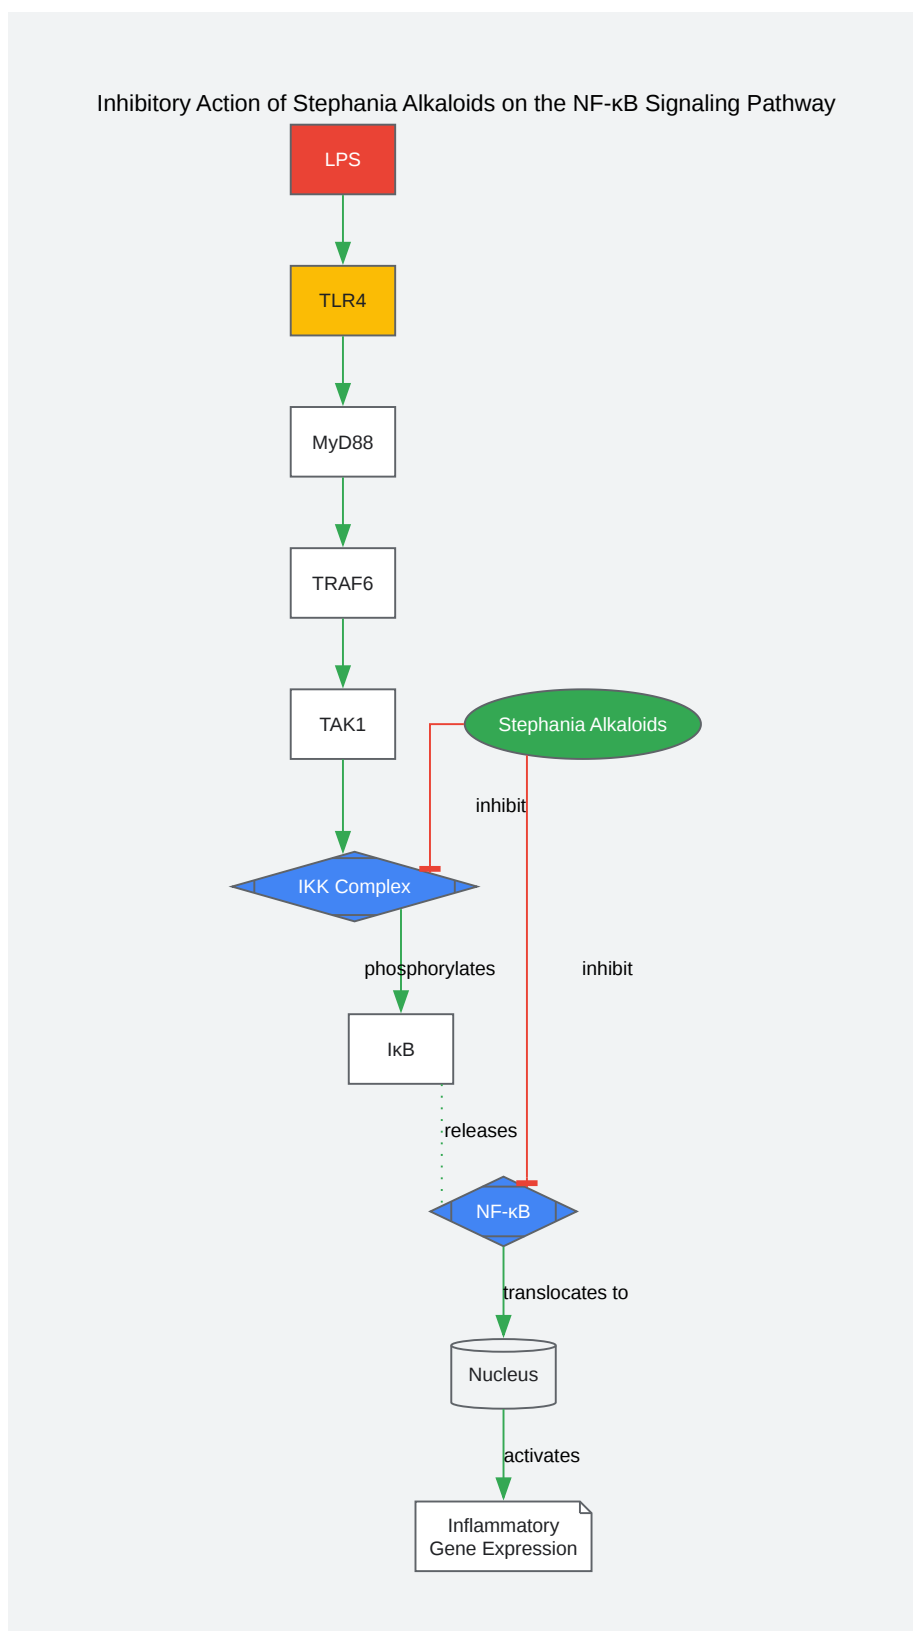 Inhibitory Action of Stephania Alkaloids on the NF-κB Signaling Pathway
LPS
TLR4
MyD88
TRAF6
TAK1
Stephania Alkaloids
inhibit
IKK Complex
phosphorylates
inhibit
IκB
releases
NF-κB
translocates to
Nucleus
activates
Inflammatory
Gene Expression